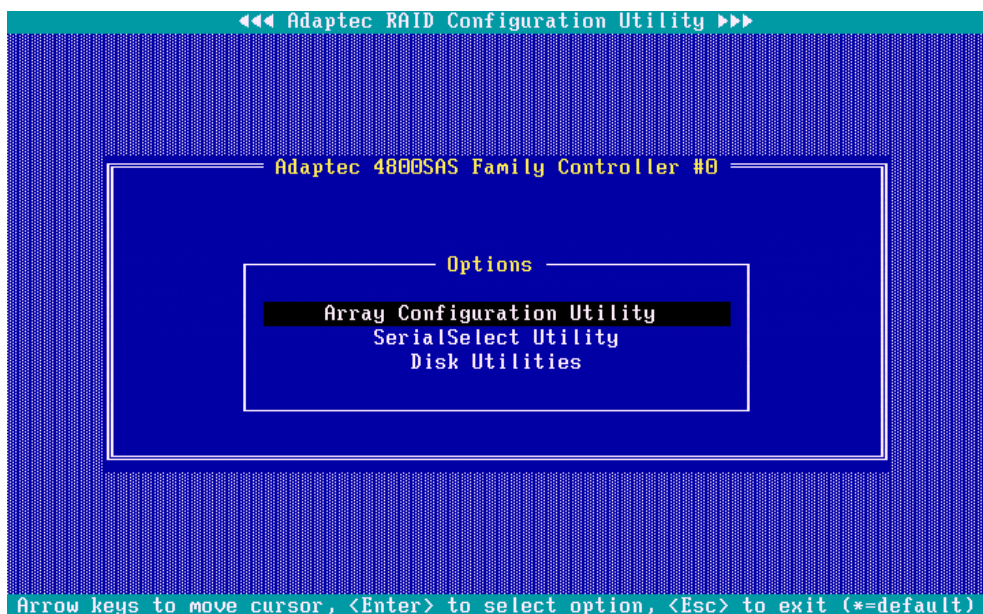 ◄◄◄ Adaptec RAID Configuration Utility ►►►
Adaptec 4800SAS Family Controller #0
Options
Array Configuration Utility
SerialSelect Utility
Disk Utilities
Arrow keys to move cursor, <Enter> to select option, <Esc> to exit (*=default)